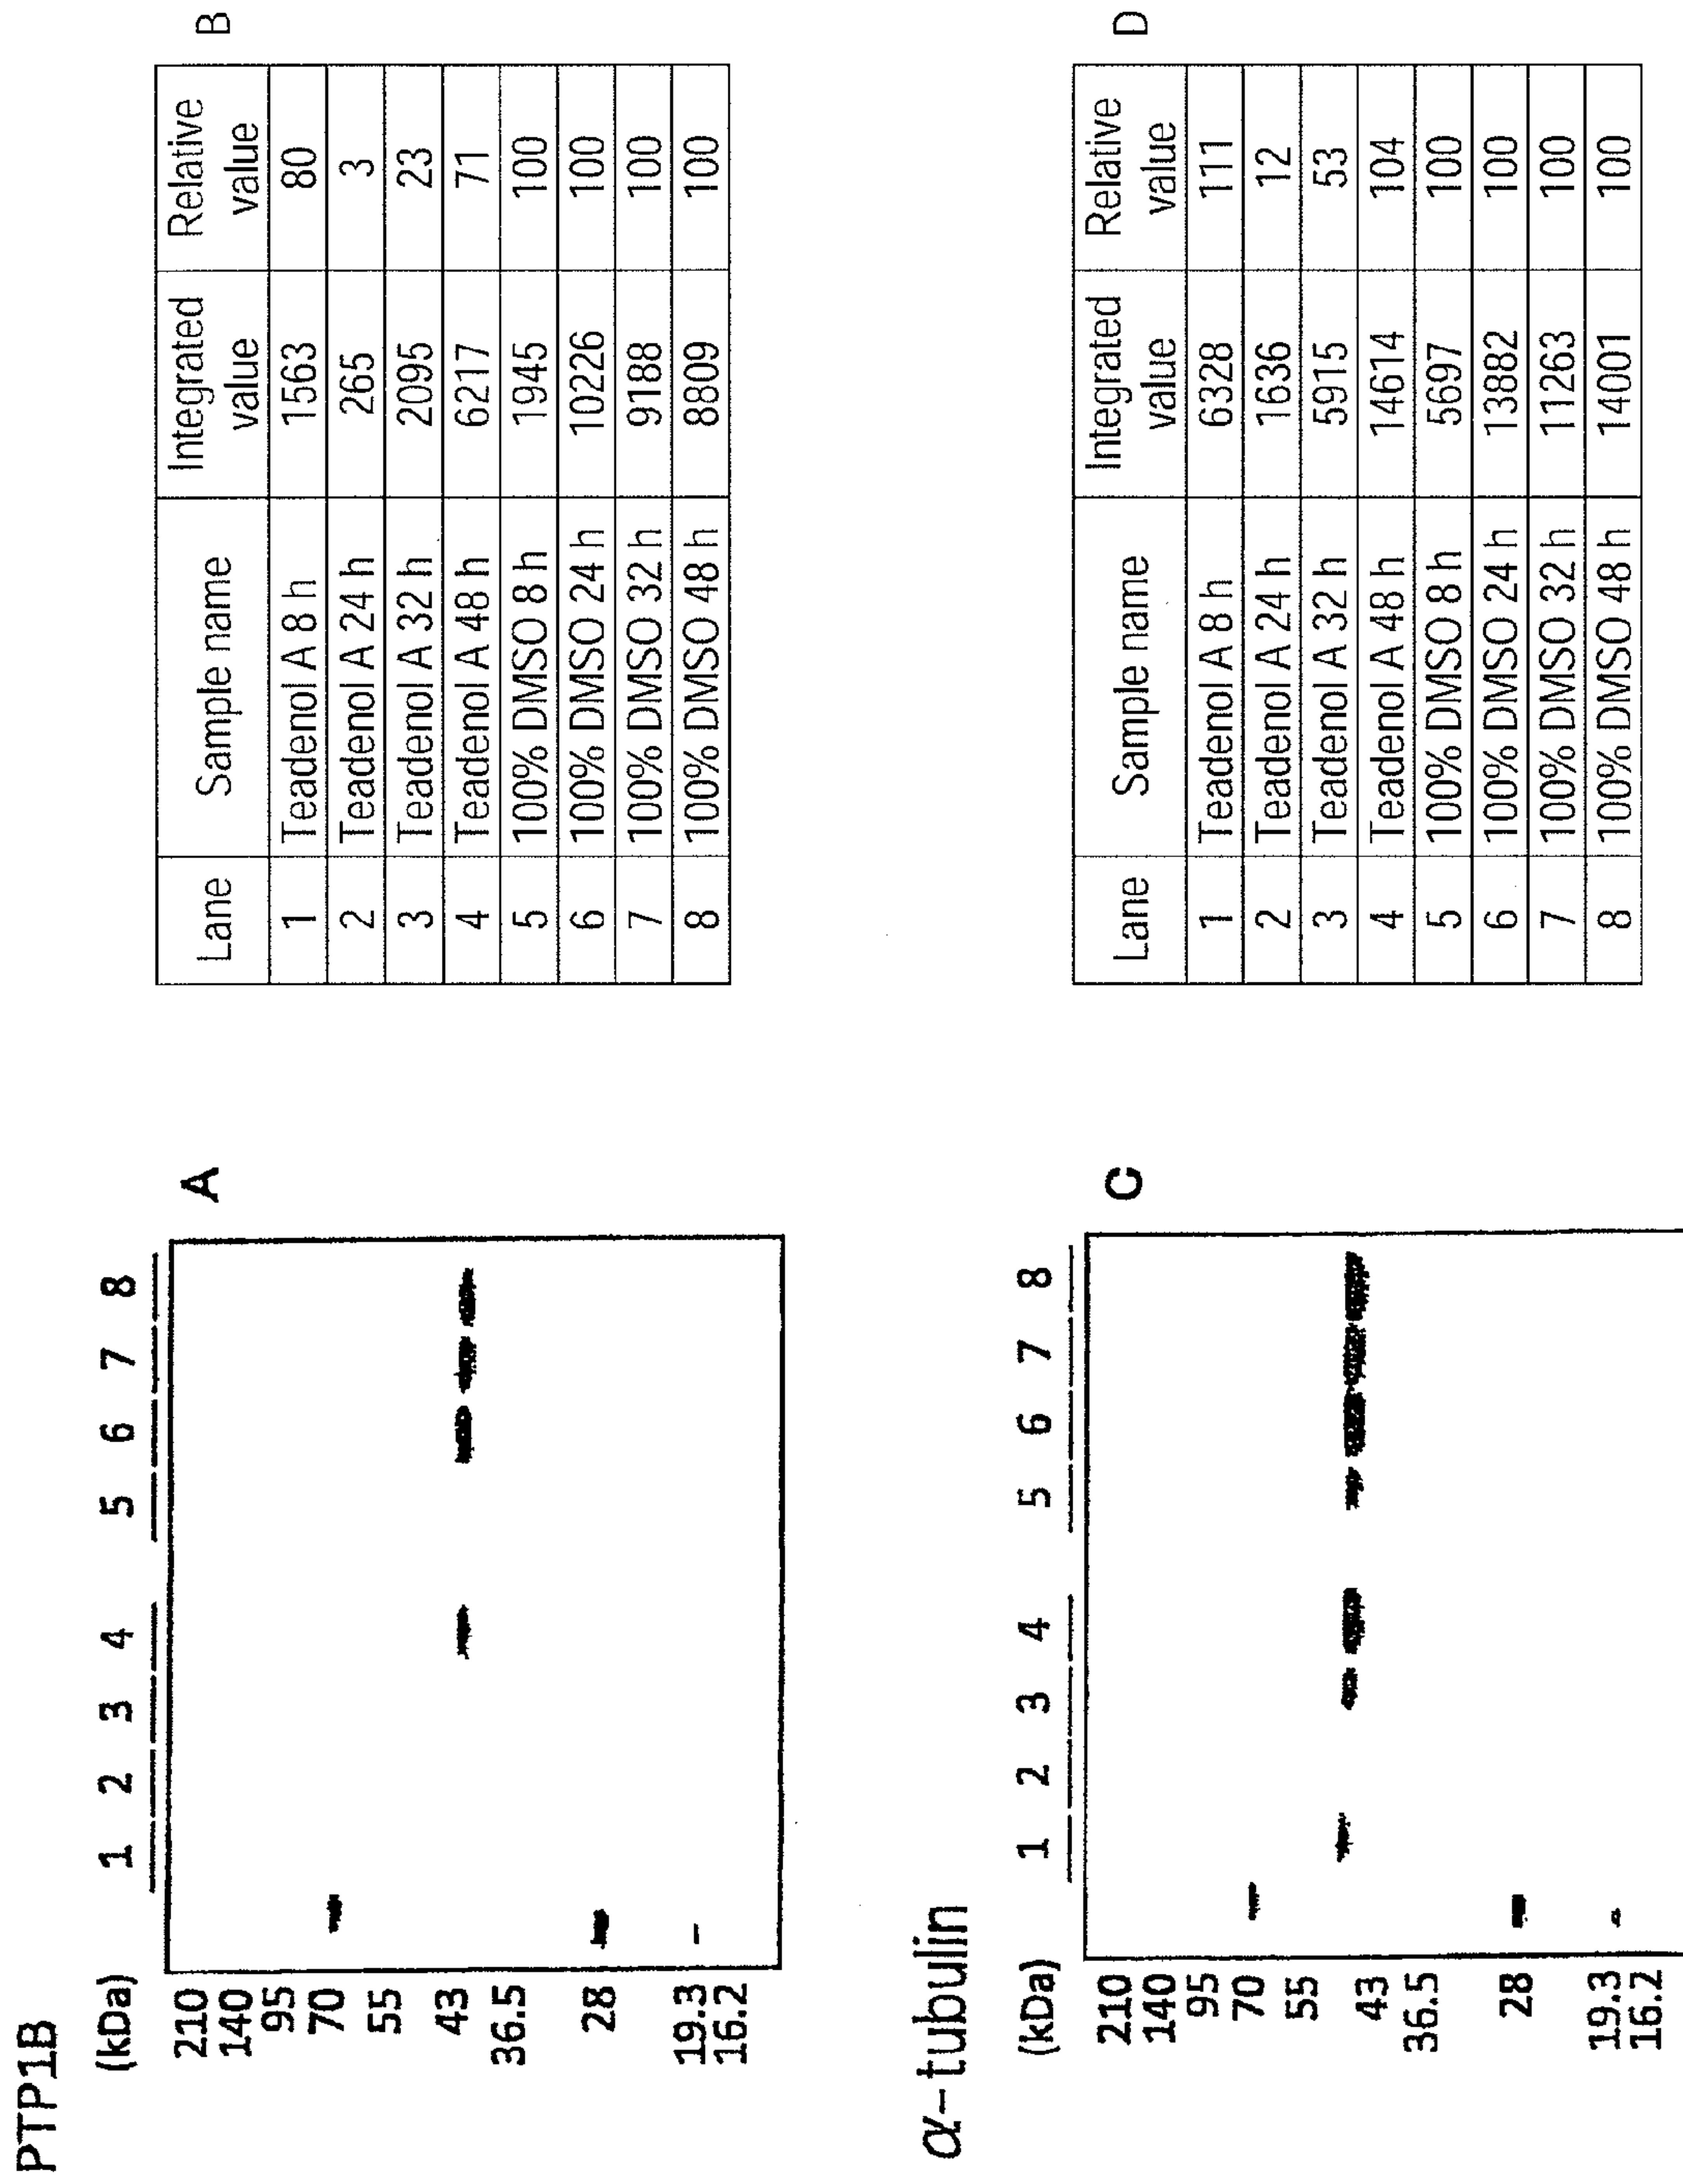 PTP1B
A
(kDa) 1 2 3 4 5 6 7 8
210
140
95
70
55
43
36.5
28
19.3
16.2
B
Lane Sample name Integrated value Relative value
1 Teadenol A 8 h 1563 80
2 Teadenol A 24 h 265 3
3 Teadenol A 32 h 2095 23
4 Teadenol A 48 h 6217 71
5 100% DMSO 8 h 1945 100
6 100% DMSO 24 h 10226 100
7 100% DMSO 32 h 9188 100
8 100% DMSO 48 h 8809 100
α-tubulin
C
(kDa) 1 2 3 4 5 6 7 8
210
140
95
70
55
43
36.5
28
19.3
16.2
D
Lane Sample name Integrated value Relative value
1 Teadenol A 8 h 6328 111
2 Teadenol A 24 h 1636 12
3 Teadenol A 32 h 5915 53
4 Teadenol A 48 h 14614 104
5 100% DMSO 8 h 5697 100
6 100% DMSO 24 h 13882 100
7 100% DMSO 32 h 11263 100
8 100% DMSO 48 h 14001 100